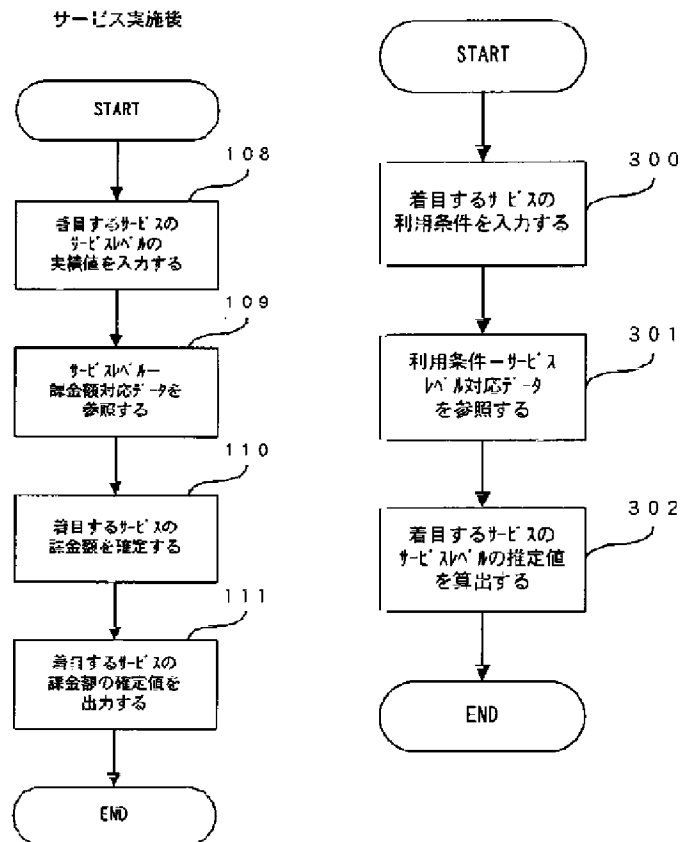 サービス実施後
START
108
着目するサービスの
サービスレベルの
実績値を入力する
109
サービスレベルー
課金額対応データを
参照する
110
着目するサービスの
課金額を確定する
111
着目するサービスの
課金額の確定値を
出力する
END
START
300
着目するサービスの
利用条件を入力する
301
利用条件ーサービス
レベル対応データ
を参照する
302
着目するサービスの
サービスレベルの推定値
を算出する
END